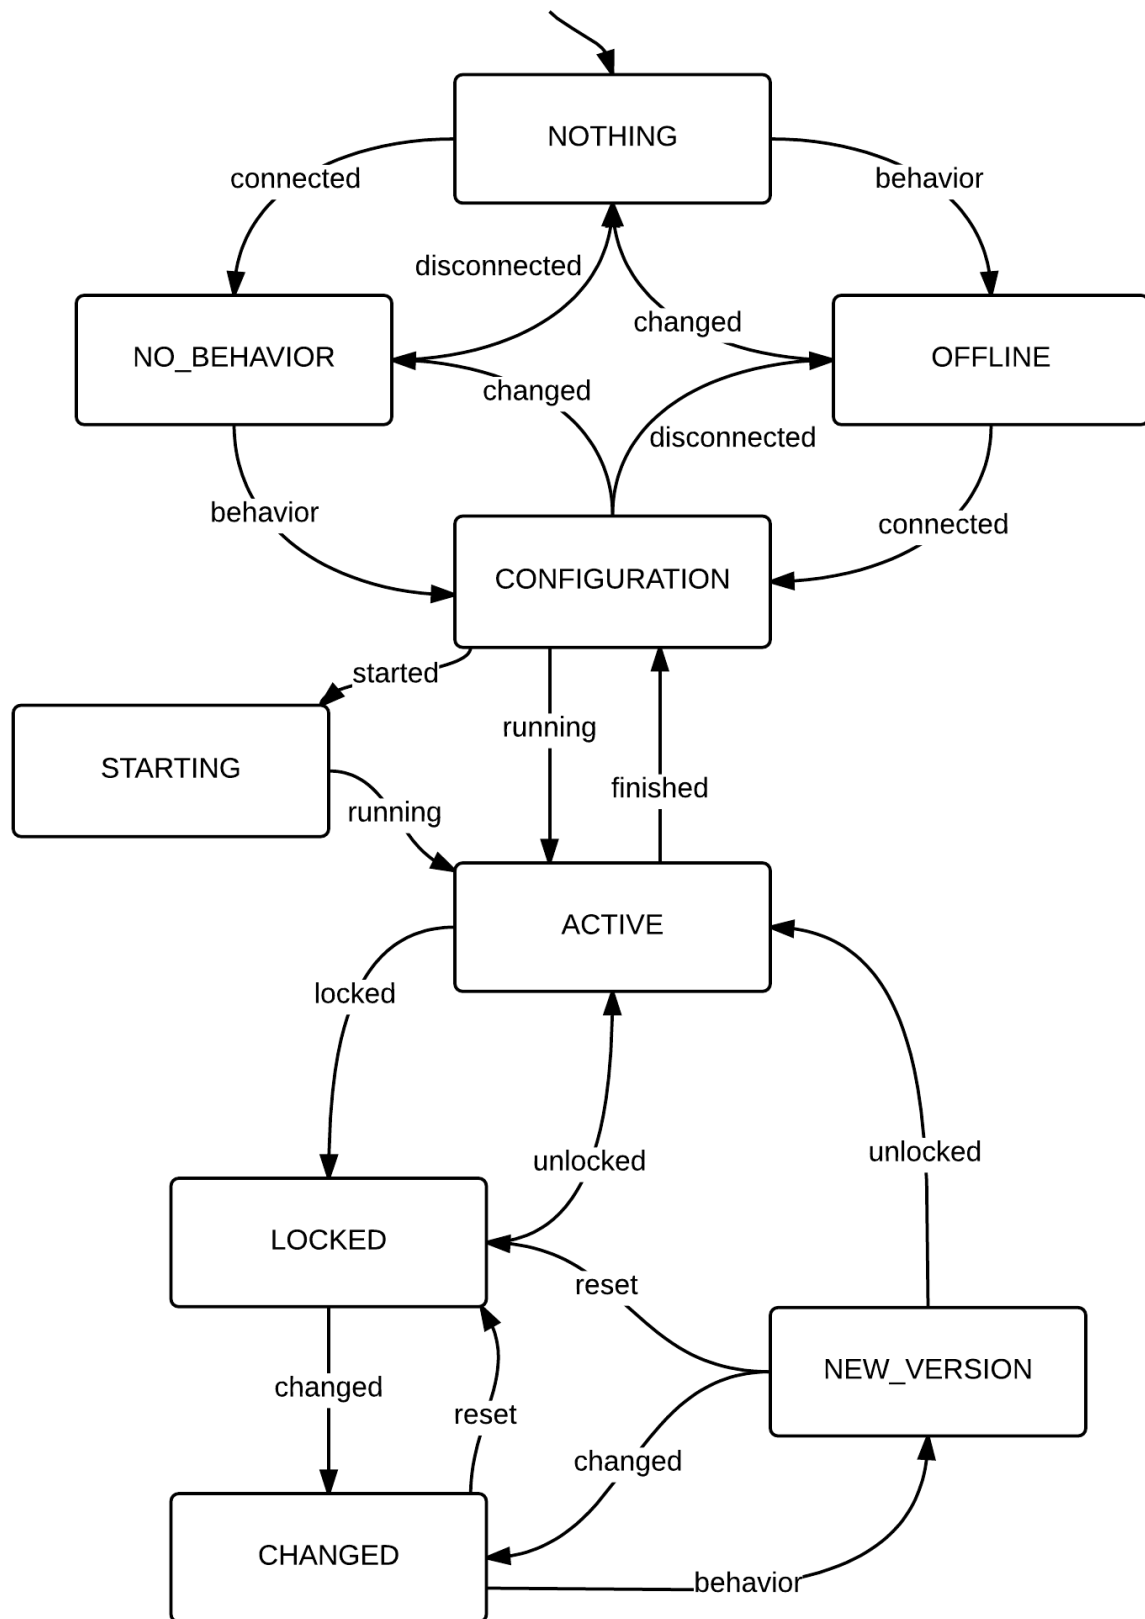 NOTHING
connected
behavior
disconnected
changed
NO_BEHAVIOR
OFFLINE
changed
disconnected
behavior
connected
CONFIGURATION
started
running
STARTING
finished
running
ACTIVE
locked
unlocked
unlocked
LOCKED
reset
NEW_VERSION
changed
reset
changed
CHANGED
behavior